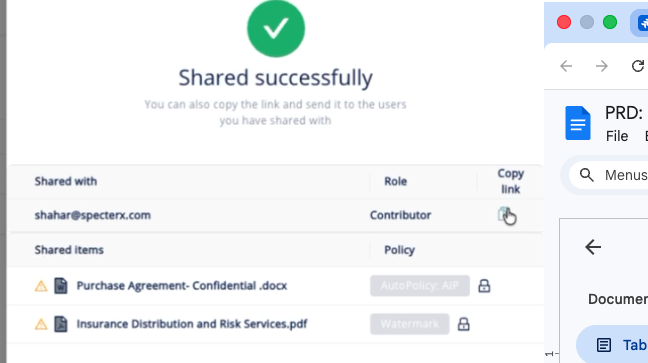 Shared successfully
You can also copy the link and send it to the users
you have shared with
Shared with Role Copy
link
shahar@specterx.com Contributor
Shared items Policy
Purchase Agreement- Confidential .docx AutoPolicy: AIP
Insurance Distribution and Risk Services.pdf Watermark
PRD:
File
Menus
Documen
Tab
1